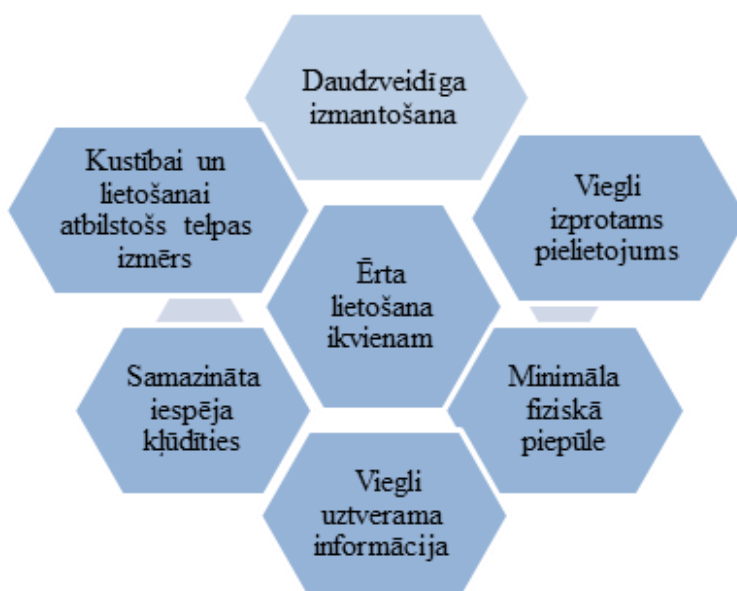 Daudzveidīga
izmantošana
Kustībai un
lietošanai
atbilstošs telpas
izmērs
Viegli
izprotams
pielietojums
Ērta
lietošana
ikvienam
Samazināta
iespēja
kļūdīties
Minimāla
fiziskā
piepūle
Viegli
uztverama
informācija